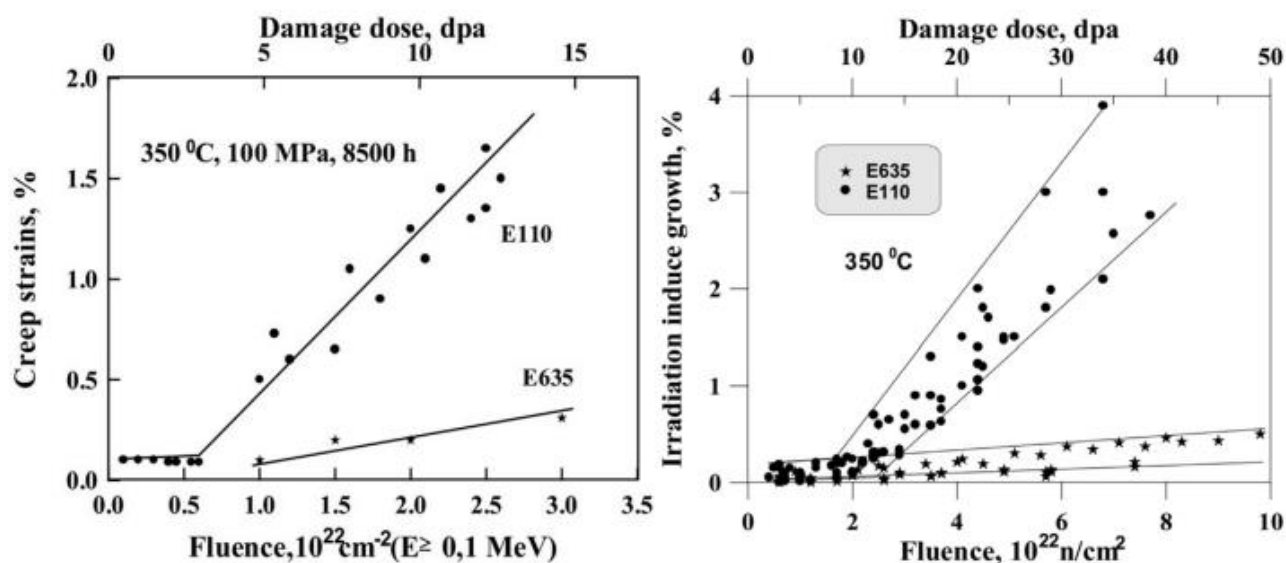 Damage dose, dpa
0 5 10 15
2.0
1.5
1.0
0.5
0.0
Creep strains, %
350 ⁰C, 100 MPa, 8500 h
E110
E635
0.0 0.5 1.0 1.5 2.0 2.5 3.0 3.5
Fluence,10²²cm⁻²(E≥ 0,1 MeV)
Damage dose, dpa
0 10 20 30 40 50
4
3
2
1
0
Irradiation induce growth, %
E635
E110
350 ⁰C
0 2 4 6 8 10
Fluence, 10²²n/cm²